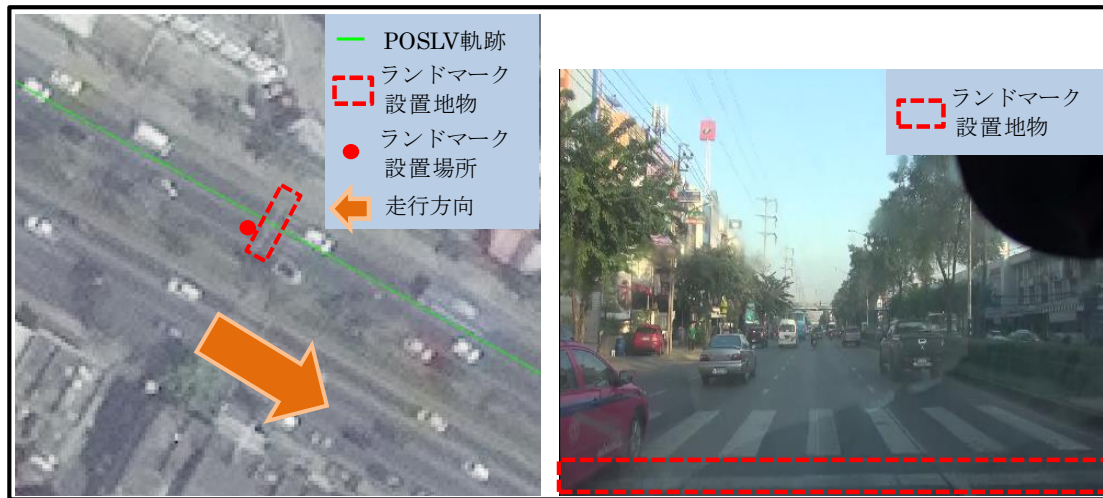 POSLV軌跡
ランドマーク
設置地物
ランドマーク
設置場所
走行方向
ランドマーク
設置地物